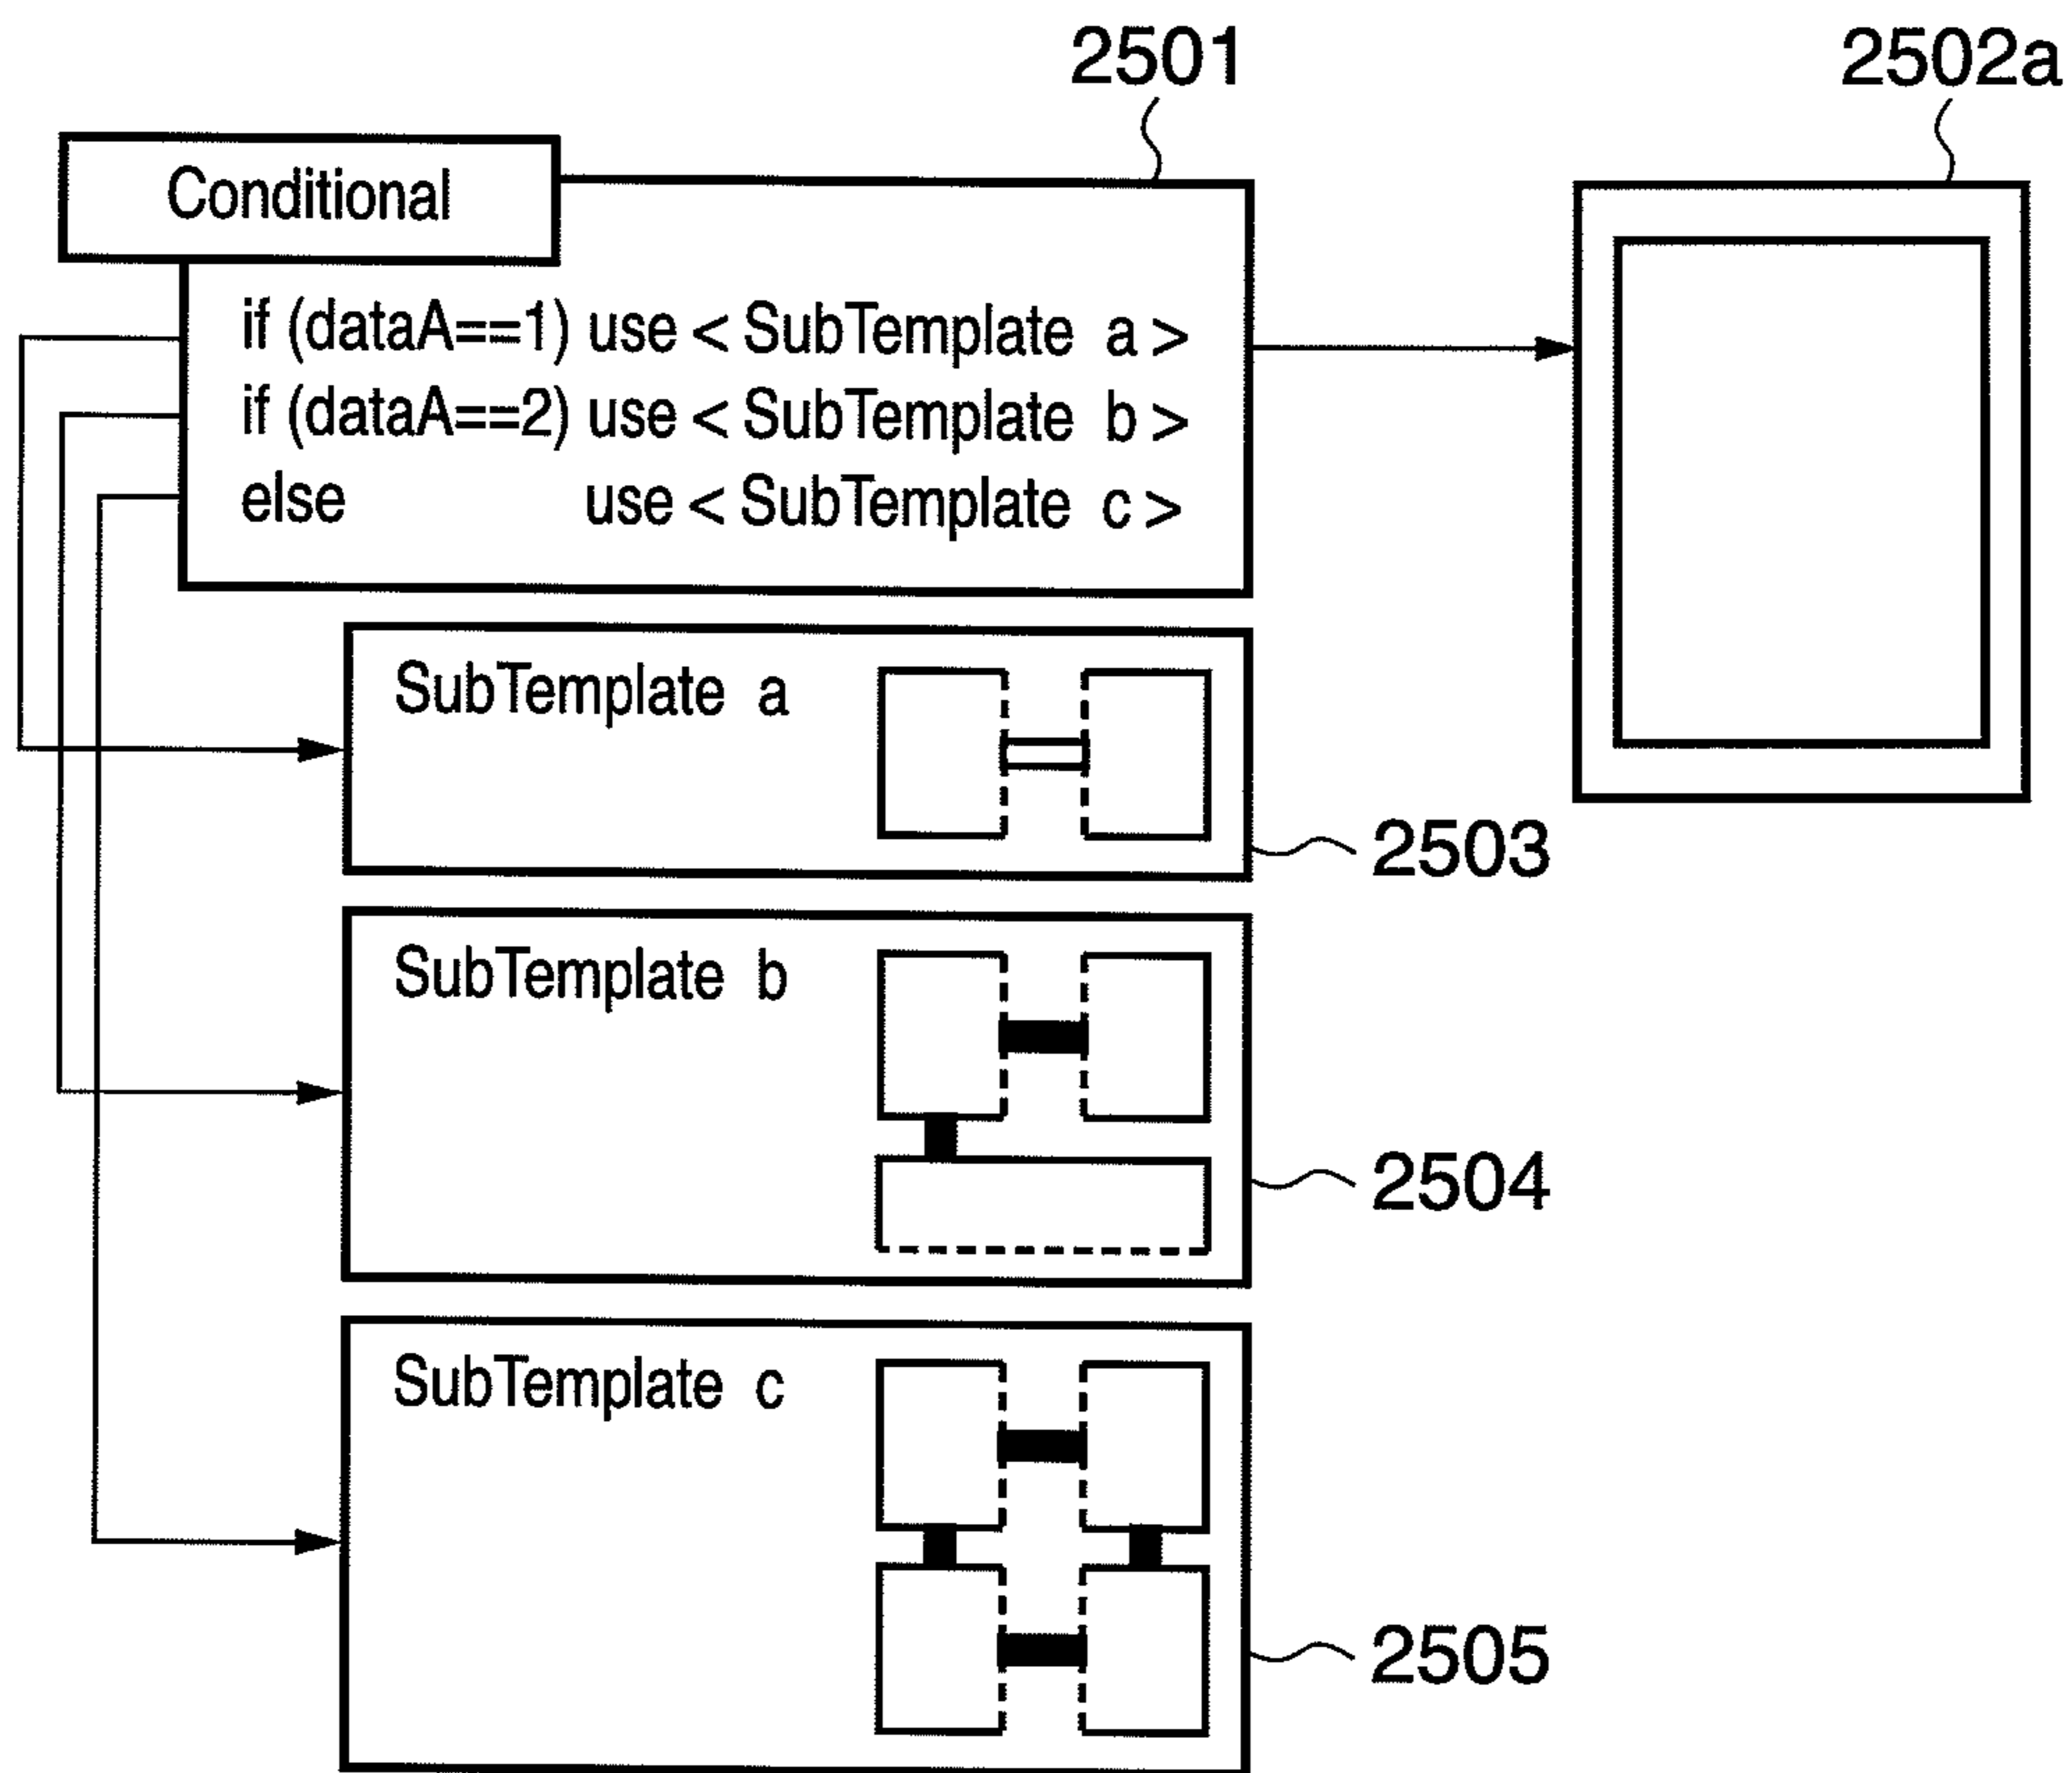 2501
2502a
Conditional
if (dataA==1) use < SubTemplate a >
if (dataA==2) use < SubTemplate b >
else use < SubTemplate c >
SubTemplate a
2503
SubTemplate b
2504
SubTemplate c
2505